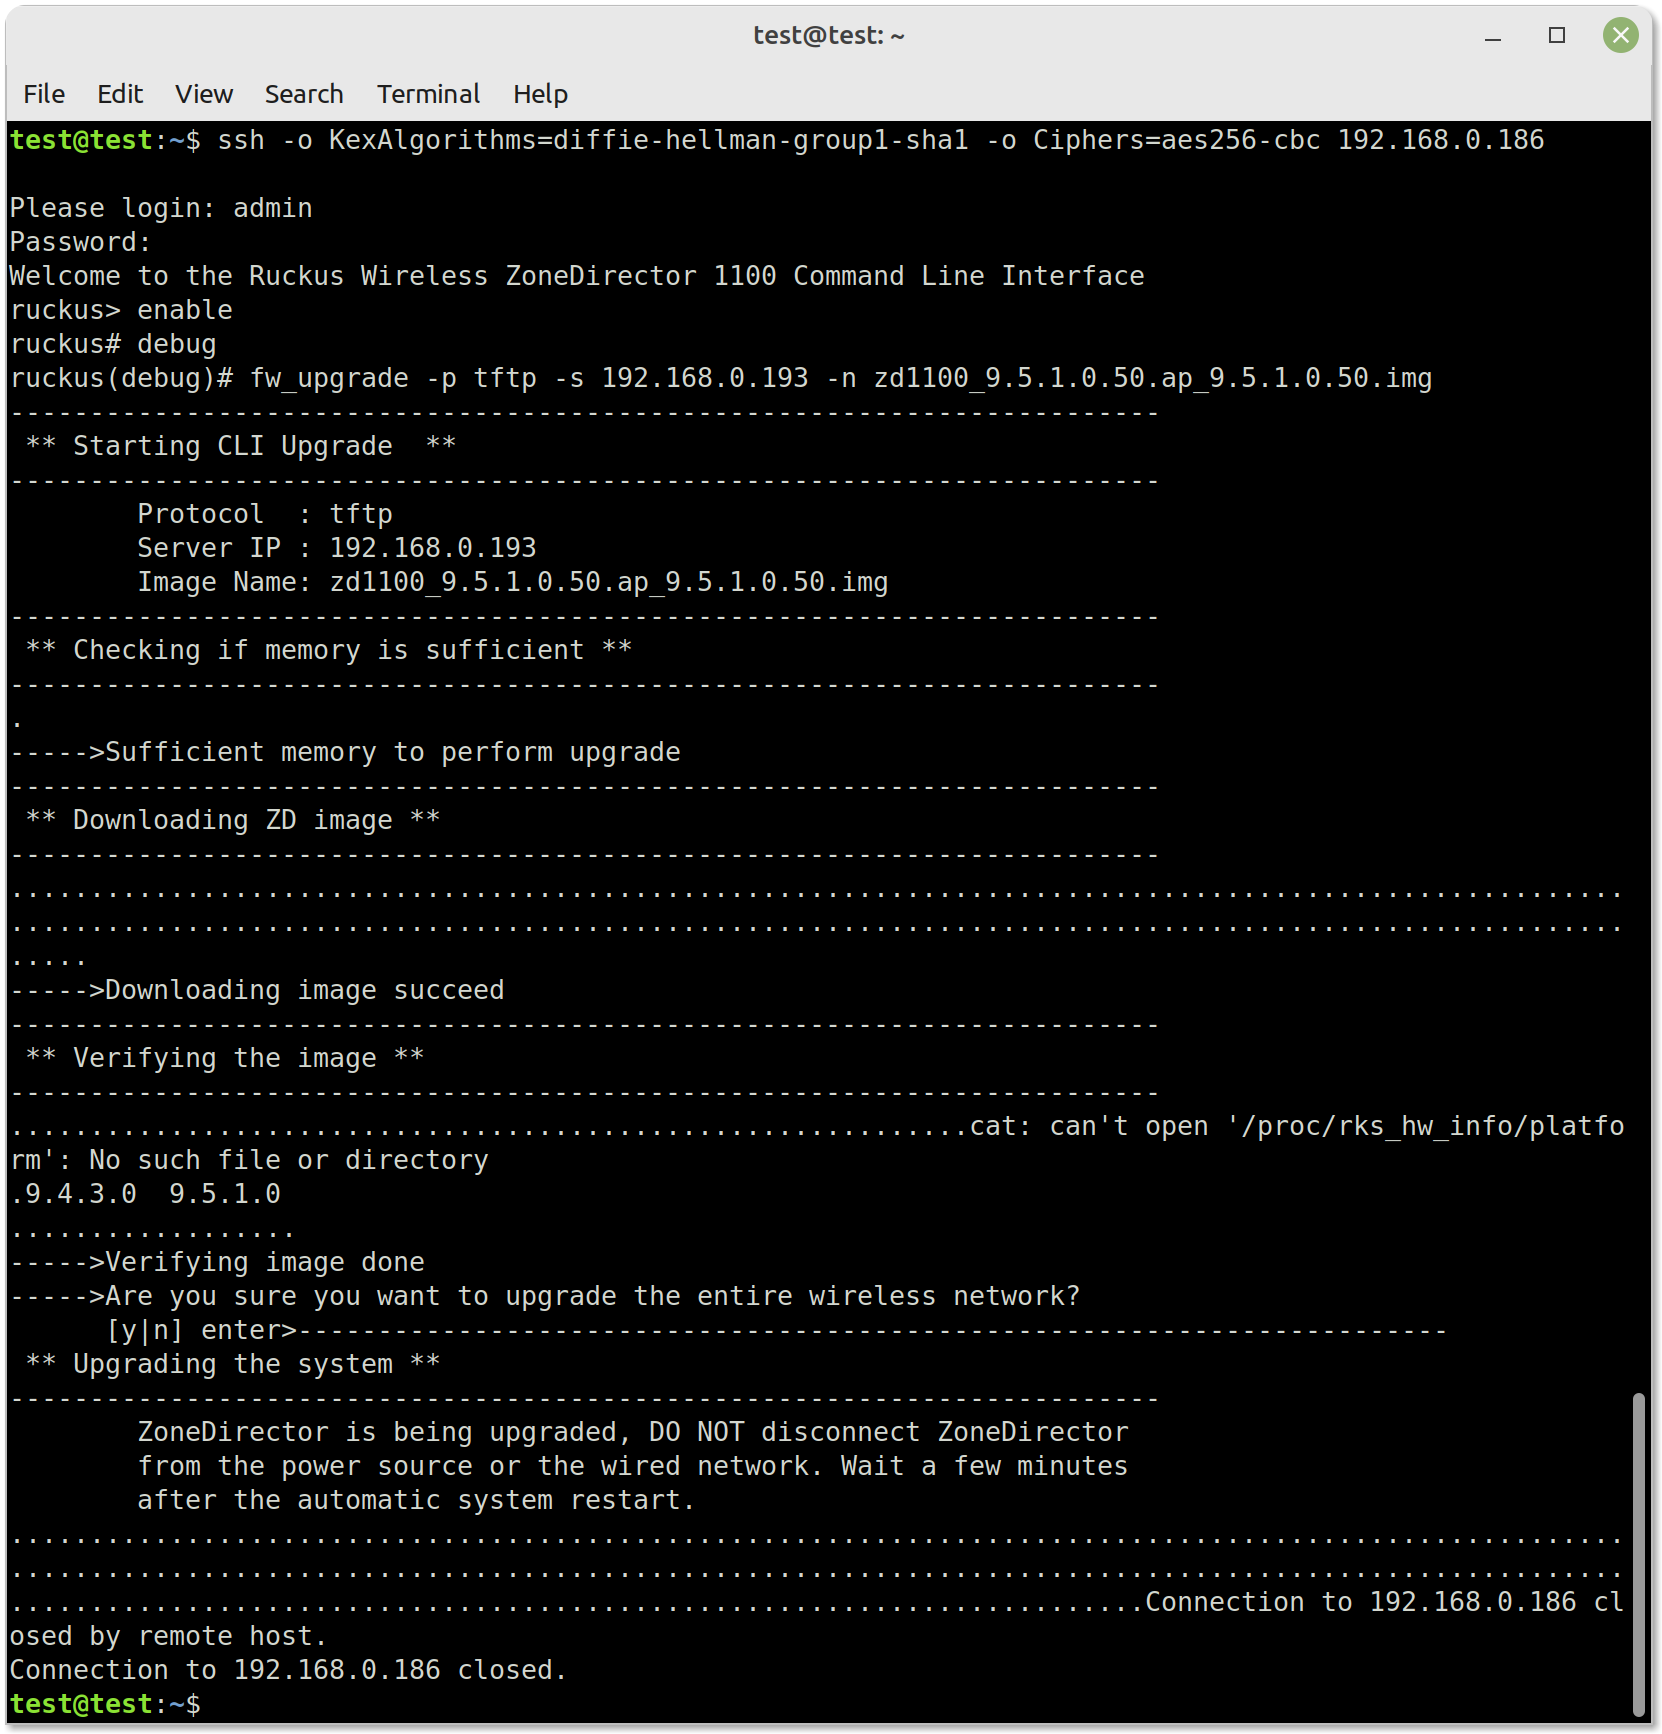 test@test: ~
File Edit View Search Terminal Help
test@test:~$ ssh -o KexAlgorithms=diffie-hellman-group1-sha1 -o Ciphers=aes256-cbc 192.168.0.186
Please login: admin
Password:
Welcome to the Ruckus Wireless ZoneDirector 1100 Command Line Interface
ruckus> enable
ruckus# debug
ruckus(debug)# fw_upgrade -p tftp -s 192.168.0.193 -n zd1100_9.5.1.0.50.ap_9.5.1.0.50.img
------------------------------------------------------------------------
** Starting CLI Upgrade  **
------------------------------------------------------------------------
Protocol  : tftp
Server IP : 192.168.0.193
Image Name: zd1100_9.5.1.0.50.ap_9.5.1.0.50.img
------------------------------------------------------------------------
** Checking if memory is sufficient **
------------------------------------------------------------------------
.
----->Sufficient memory to perform upgrade
------------------------------------------------------------------------
** Downloading ZD image **
------------------------------------------------------------------------
.....................................................................................................
.....................................................................................................
.....
----->Downloading image succeed
------------------------------------------------------------------------
** Verifying the image **
------------------------------------------------------------------------
............................................................cat: can't open '/proc/rks_hw_info/platfo
rm': No such file or directory
.9.4.3.0  9.5.1.0
..................
----->Verifying image done
----->Are you sure you want to upgrade the entire wireless network?
[y|n] enter>------------------------------------------------------------------------
** Upgrading the system **
------------------------------------------------------------------------
ZoneDirector is being upgraded, DO NOT disconnect ZoneDirector
from the power source or the wired network. Wait a few minutes
after the automatic system restart.
.....................................................................................................
.....................................................................................................
.......................................................................Connection to 192.168.0.186 cl
osed by remote host.
Connection to 192.168.0.186 closed.
test@test:~$